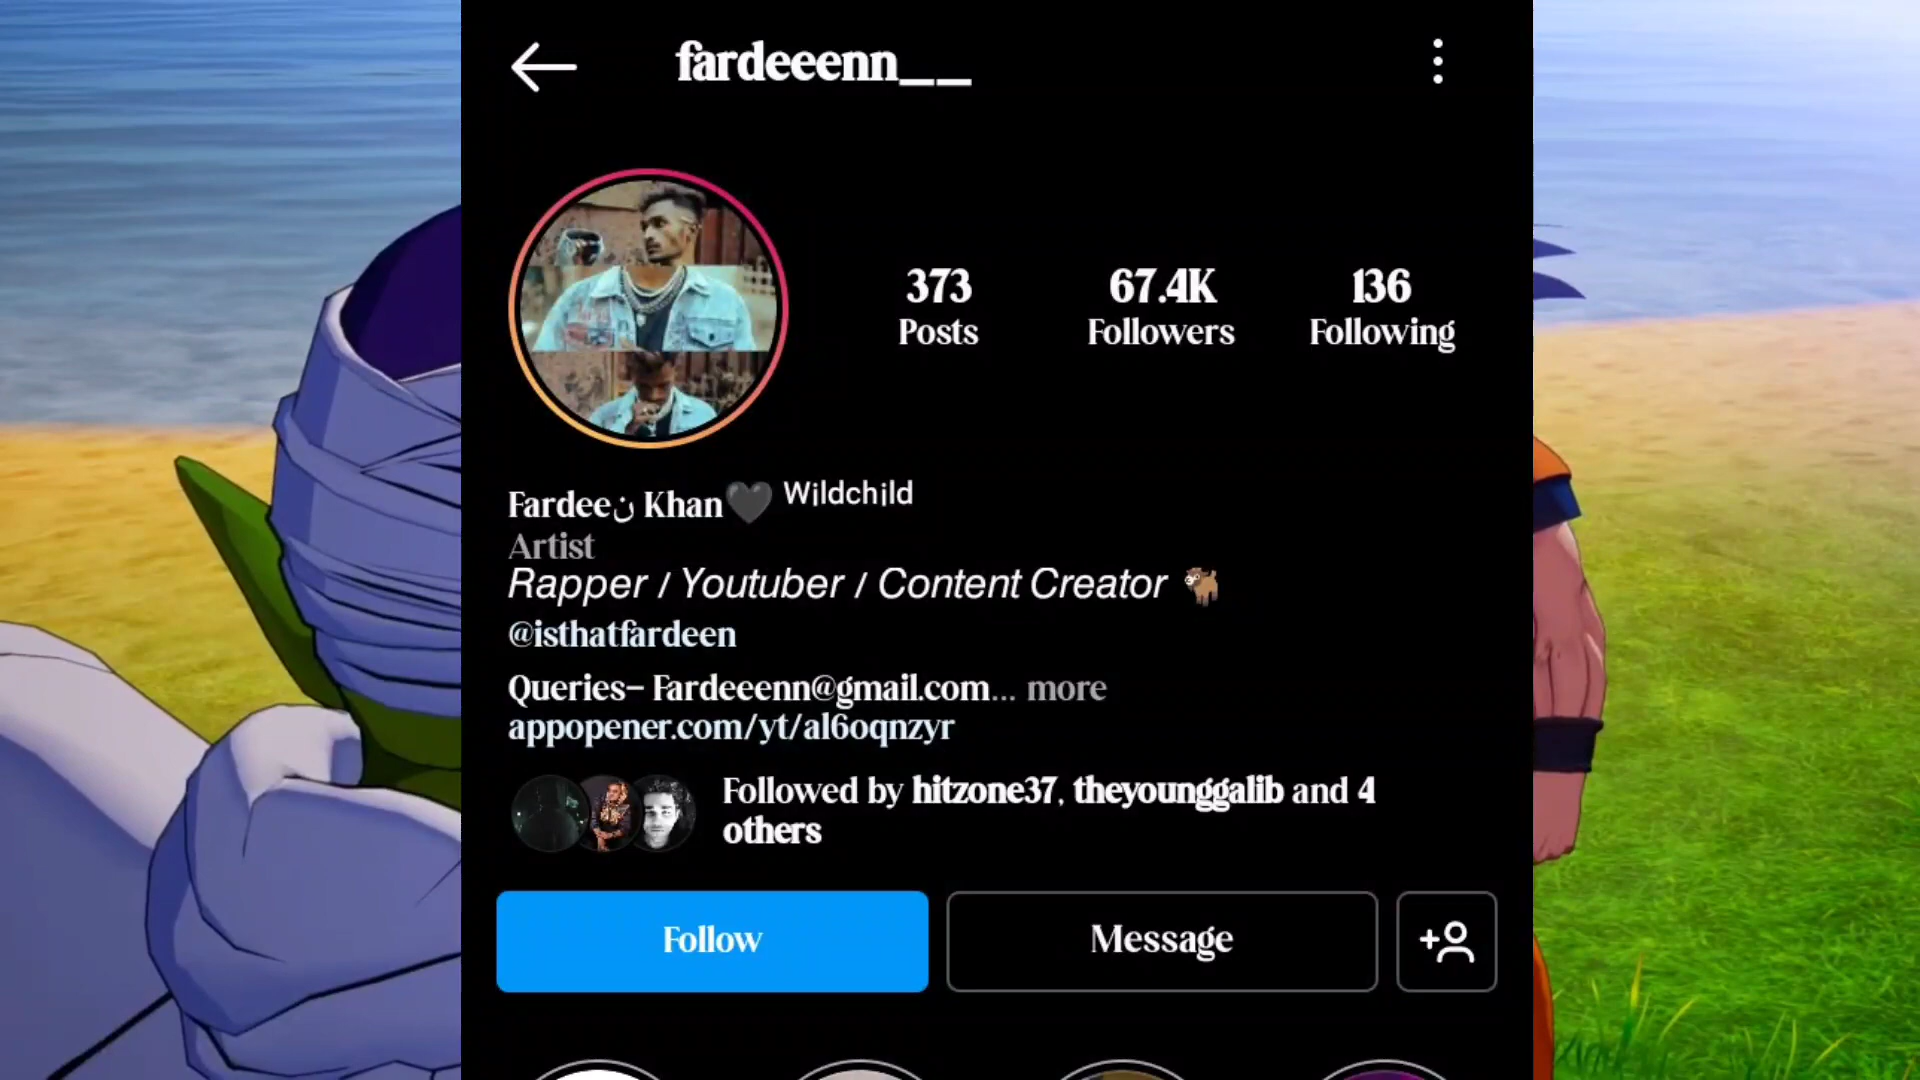 fardeeenn__
373
Posts
67.4K
Followers
136
Following
Fardeeن Khan🖤 Wildchild
Artist
Rapper / Youtuber / Content Creator 🐐
@isthatfardeen
Queries- Fardeeenn@gmail.com... more
appopener.com/yt/al6oqnzyr
Followed by hitzone37, theyounggalib and 4
others
Follow
Message